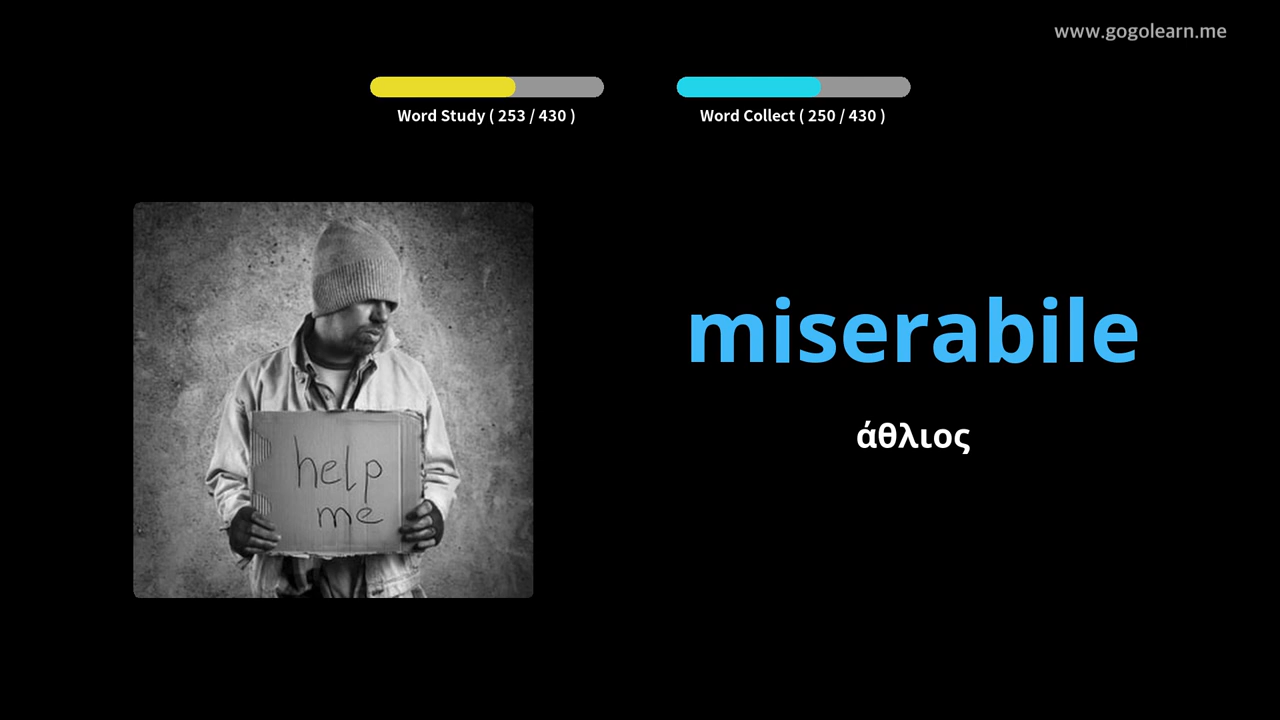 www.gogolearn.me
Word Study ( 253 / 430 )
Word Collect ( 250 / 430 )
help
me
miserabile
άθλιος